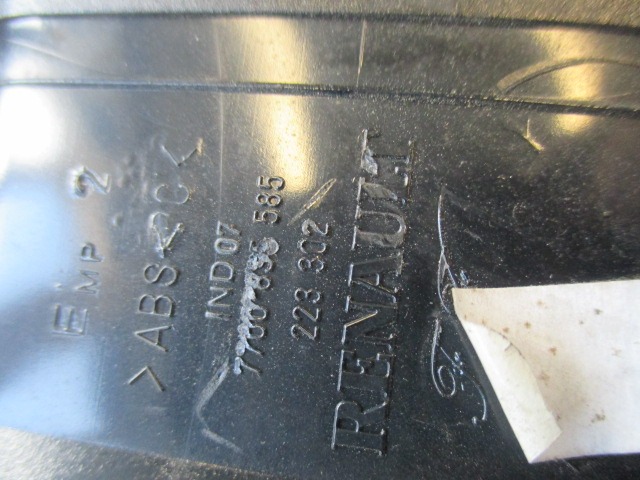 EMP 2
>ABS-PC<
IND07
585
223 302
RENAULT